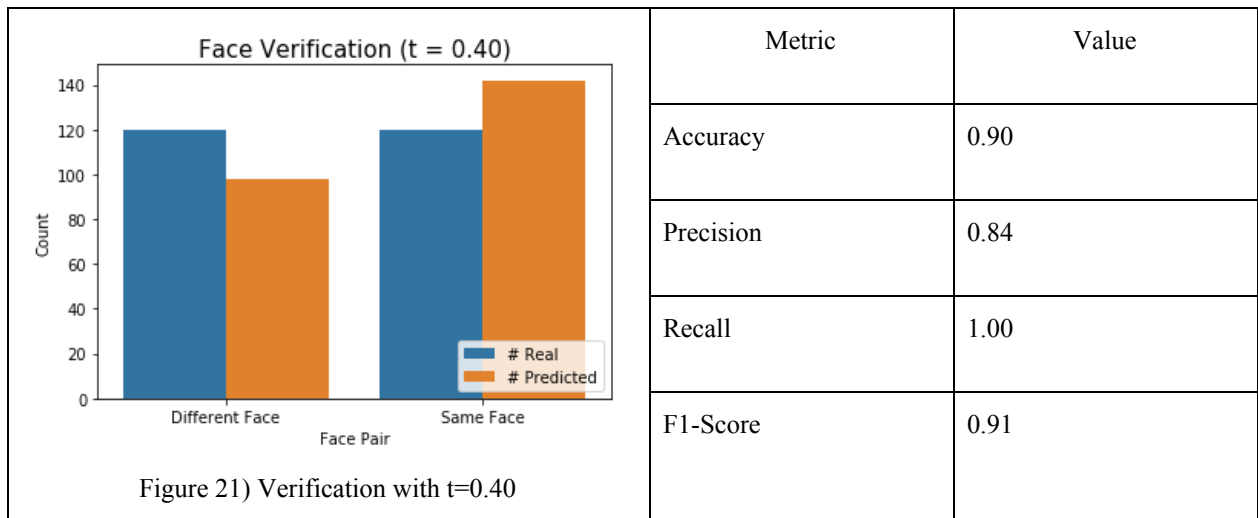 Face Verification (t = 0.40)
140
120
100
80
60
40
20
0
Count
Different Face
Same Face
Face Pair
# Real
# Predicted
Figure 21) Verification with t=0.40
Metric Value
Accuracy 0.90
Precision 0.84
Recall 1.00
F1-Score 0.91